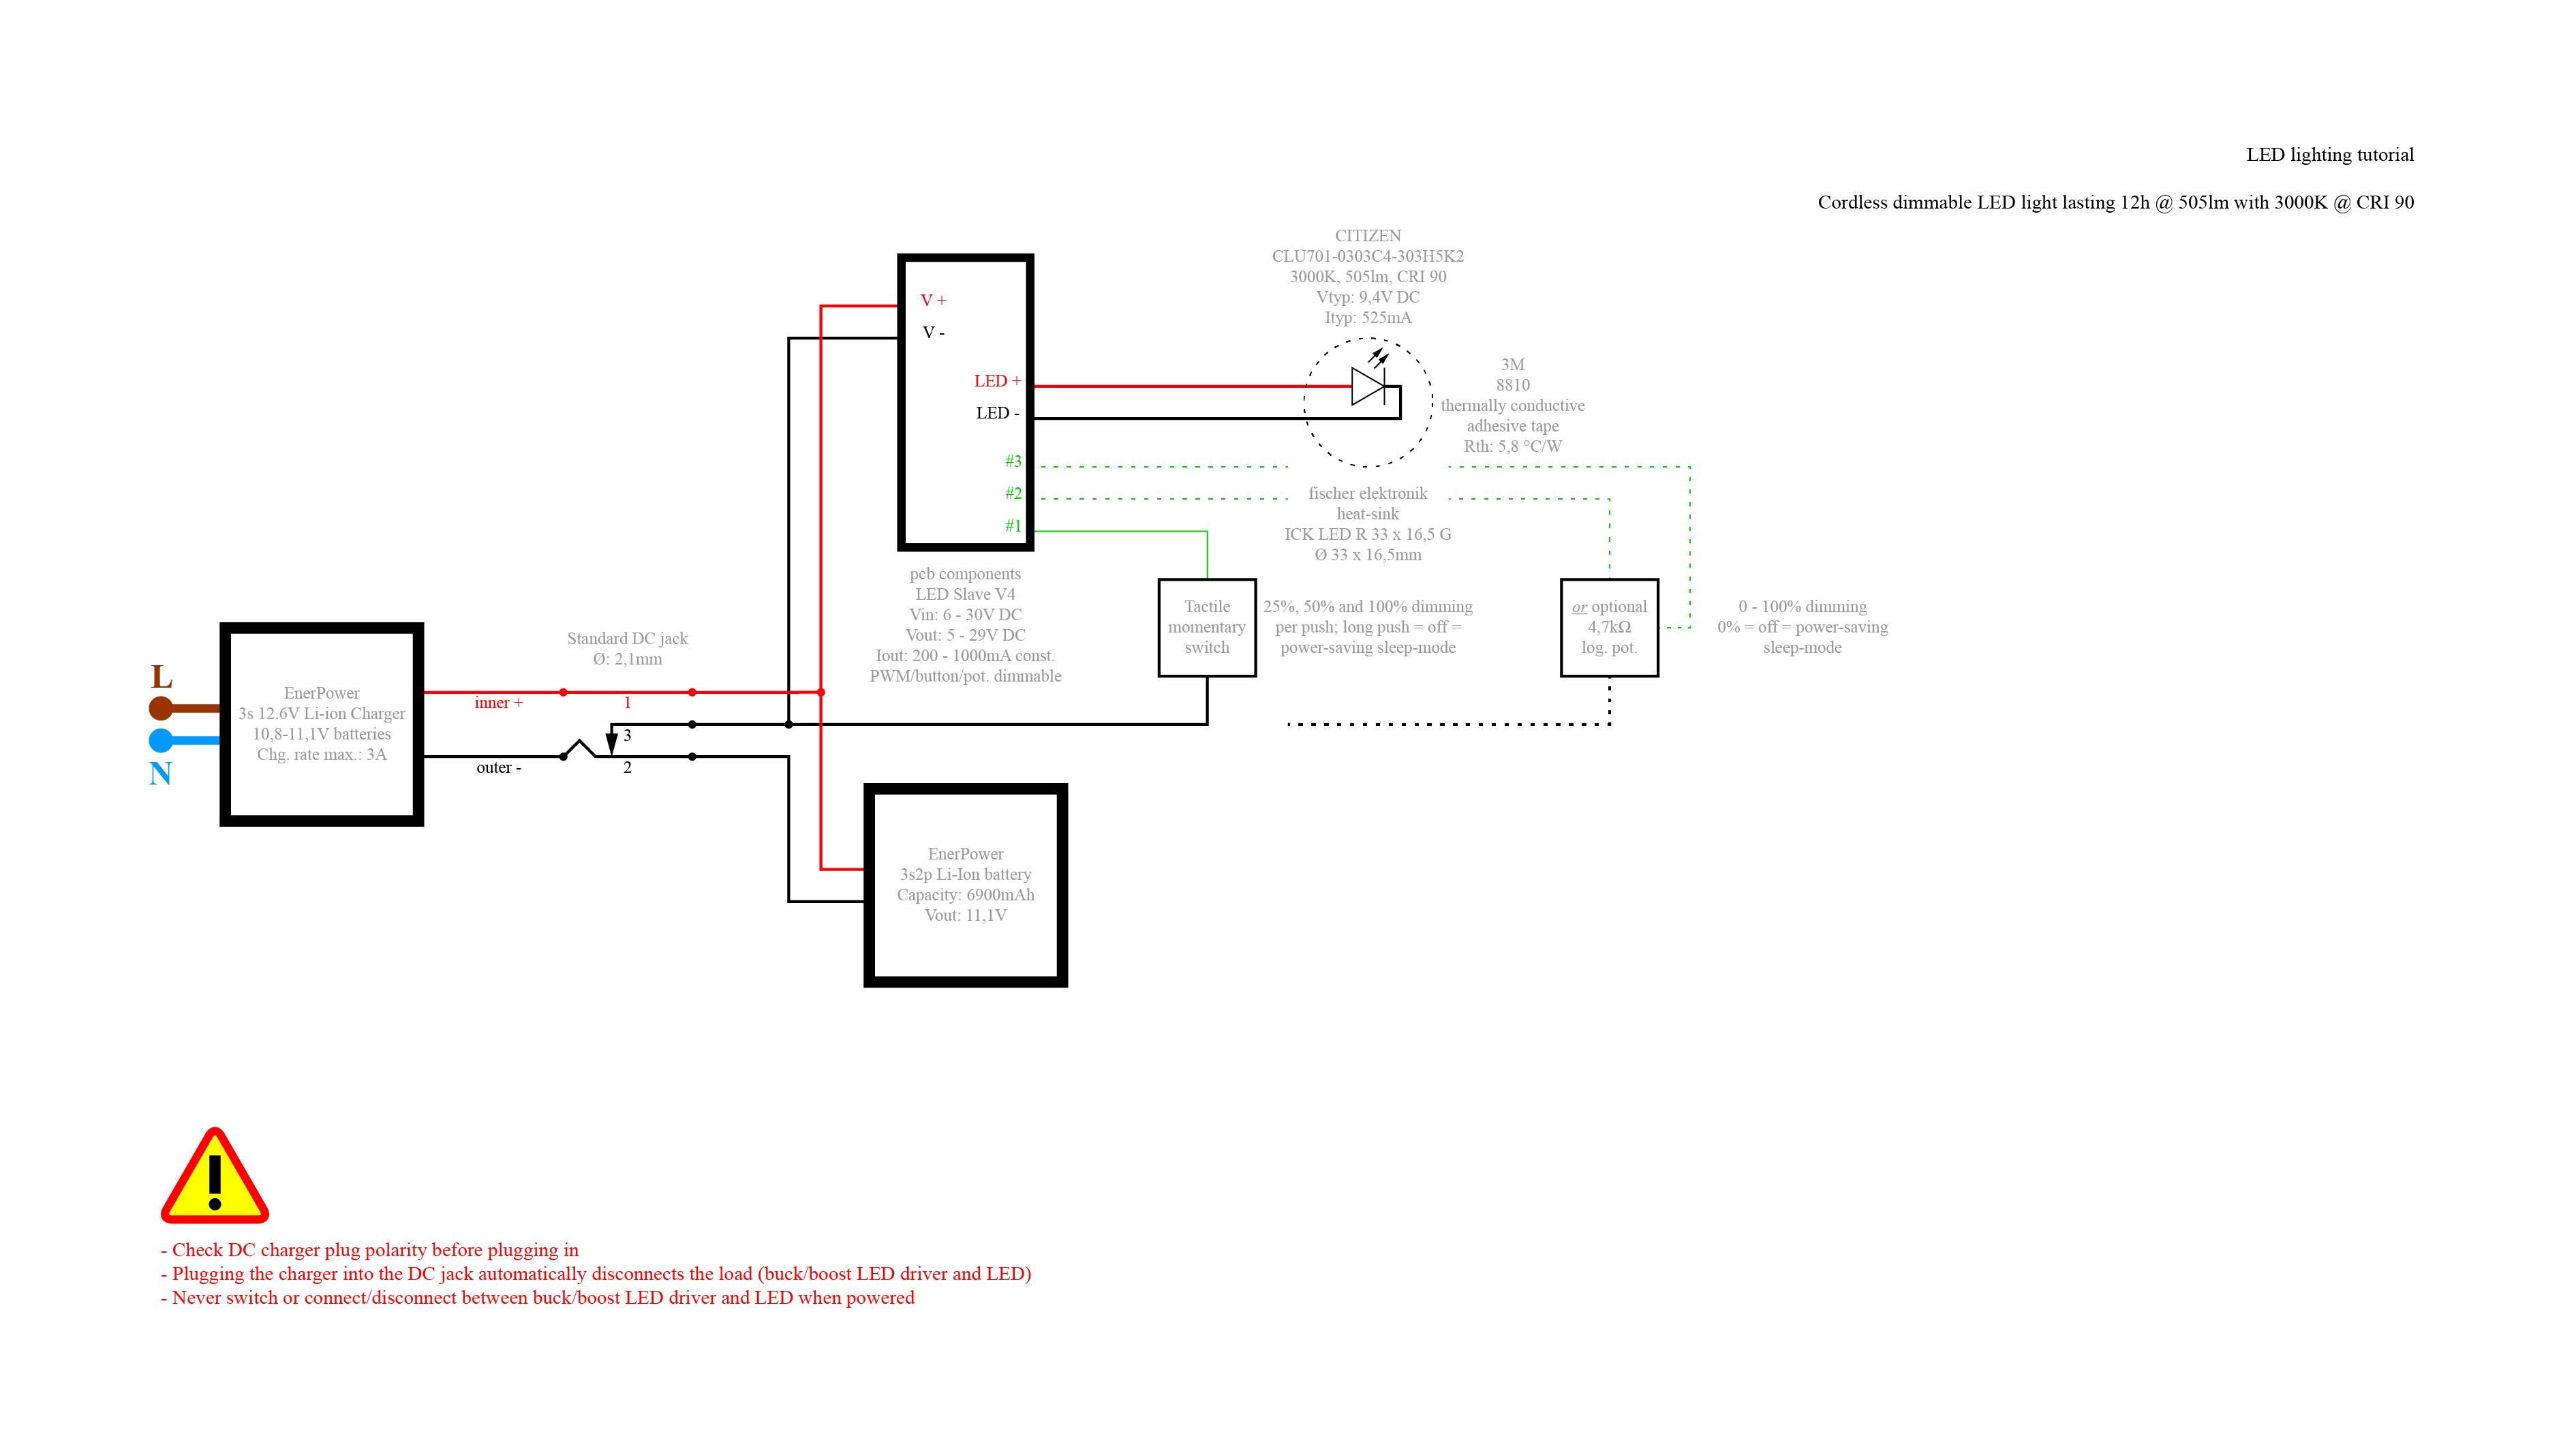 LED lighting tutorial
Cordless dimmable LED light lasting 12h @ 505lm with 3000K @ CRI 90
CITIZEN
CLU701-0303C4-303H5K2
3000K, 505lm, CRI 90
Vtyp: 9,4V DC
Ityp: 525mA
V +
V -
LED +
LED -
#3
#2
#1
3M
8810
thermally conductive
adhesive tape
Rth: 5,8 °C/W
fischer elektronik
heat-sink
ICK LED R 33 x 16,5 G
Ø 33 x 16,5mm
pcb components
LED Slave V4
Vin: 6 - 30V DC
Vout: 5 - 29V DC
Iout: 200 - 1000mA const.
PWM/button/pot. dimmable
Tactile
momentary
switch
25%, 50% and 100% dimming
per push; long push = off =
power-saving sleep-mode
or optional
4,7kΩ
log. pot.
0 - 100% dimming
0% = off = power-saving
sleep-mode
Standard DC jack
Ø: 2,1mm
L
N
EnerPower
3s 12.6V Li-ion Charger
10,8-11,1V batteries
Chg. rate max.: 3A
inner +
1
3
outer -
2
EnerPower
3s2p Li-Ion battery
Capacity: 6900mAh
Vout: 11,1V
- Check DC charger plug polarity before plugging in
- Plugging the charger into the DC jack automatically disconnects the load (buck/boost LED driver and LED)
- Never switch or connect/disconnect between buck/boost LED driver and LED when powered